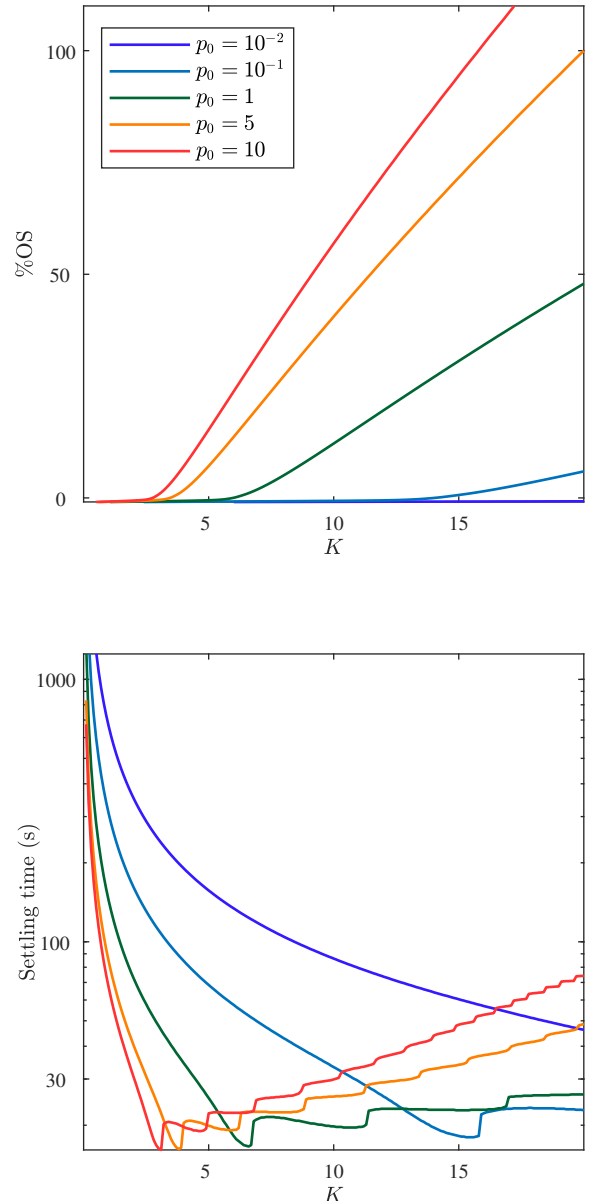 100
p₀ = 10⁻²
p₀ = 10⁻¹
p₀ = 1
p₀ = 5
p₀ = 10
%OS
50
0
5
10
15
K
1000
Settling time (s)
100
30
5
10
15
K